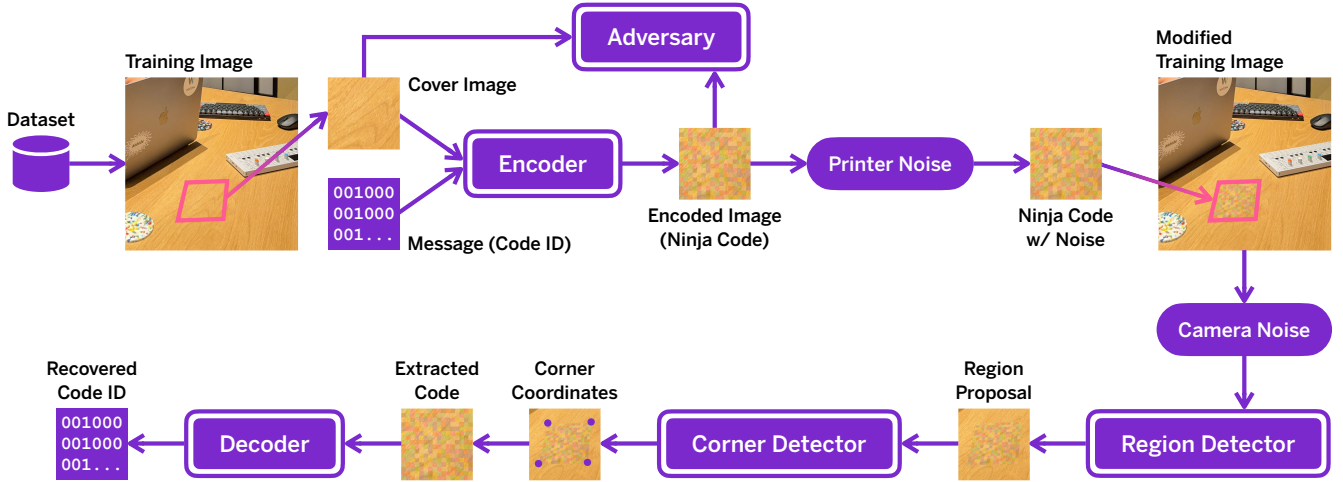 Dataset
Training Image
Cover Image
001000
001000
001...
Message (Code ID)
Adversary
Encoder
Encoded Image
(Ninja Code)
Printer Noise
Ninja Code
w/ Noise
Modified
Training Image
Camera Noise
Region Detector
Region
Proposal
Corner Detector
Corner
Coordinates
Extracted
Code
Decoder
Recovered
Code ID
001000
001000
001...